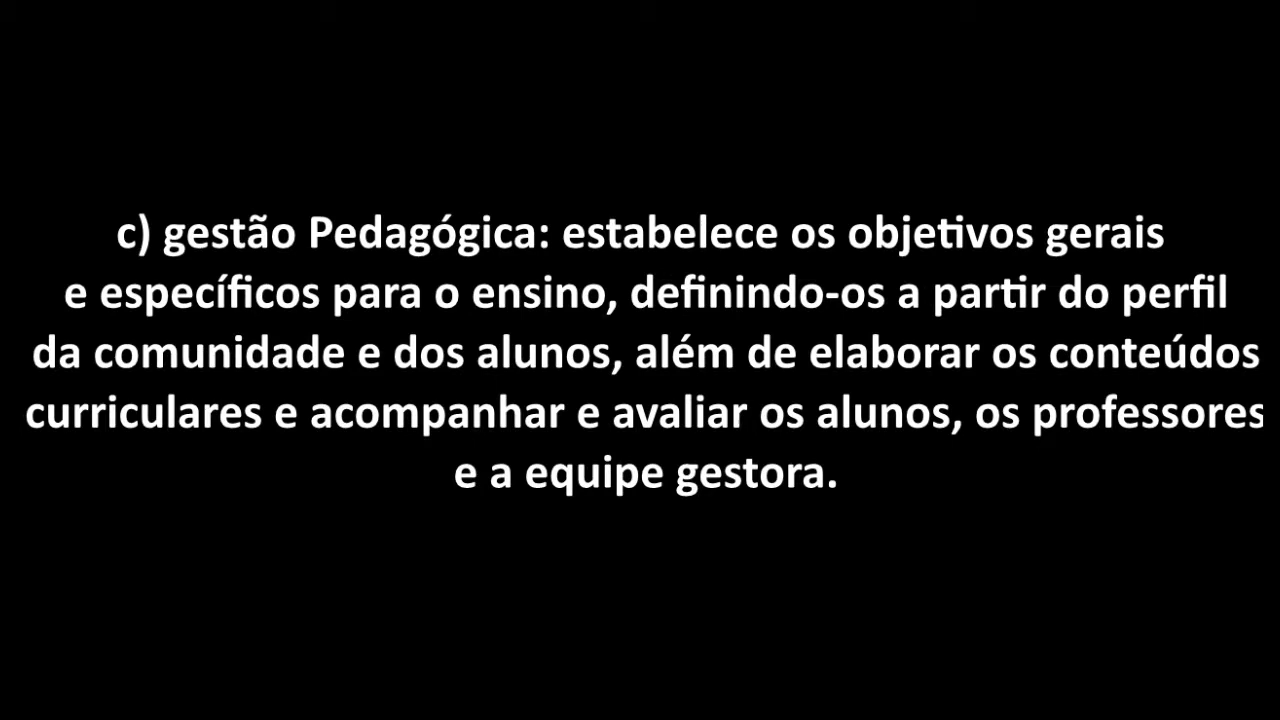 c) gestão Pedagógica: estabelece os objetivos gerais
e específicos para o ensino, definindo-os a partir do perfil
da comunidade e dos alunos, além de elaborar os conteúdos
curriculares e acompanhar e avaliar os alunos, os professores
e a equipe gestora.